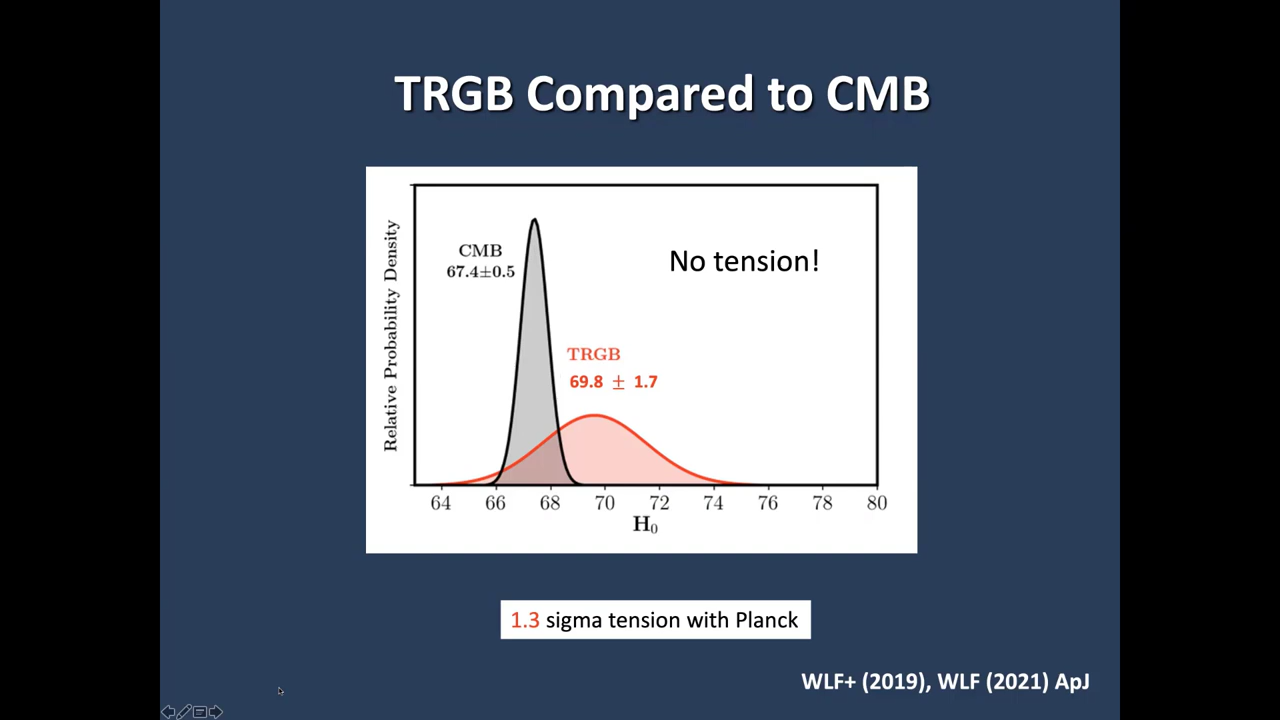 TRGB Compared to CMB
Relative Probability Density
CMB
67.4±0.5
No tension!
TRGB
69.8 ± 1.7
64 66 68 70 72 74 76 78 80
H₀
1.3 sigma tension with Planck
WLF+ (2019), WLF (2021) ApJ